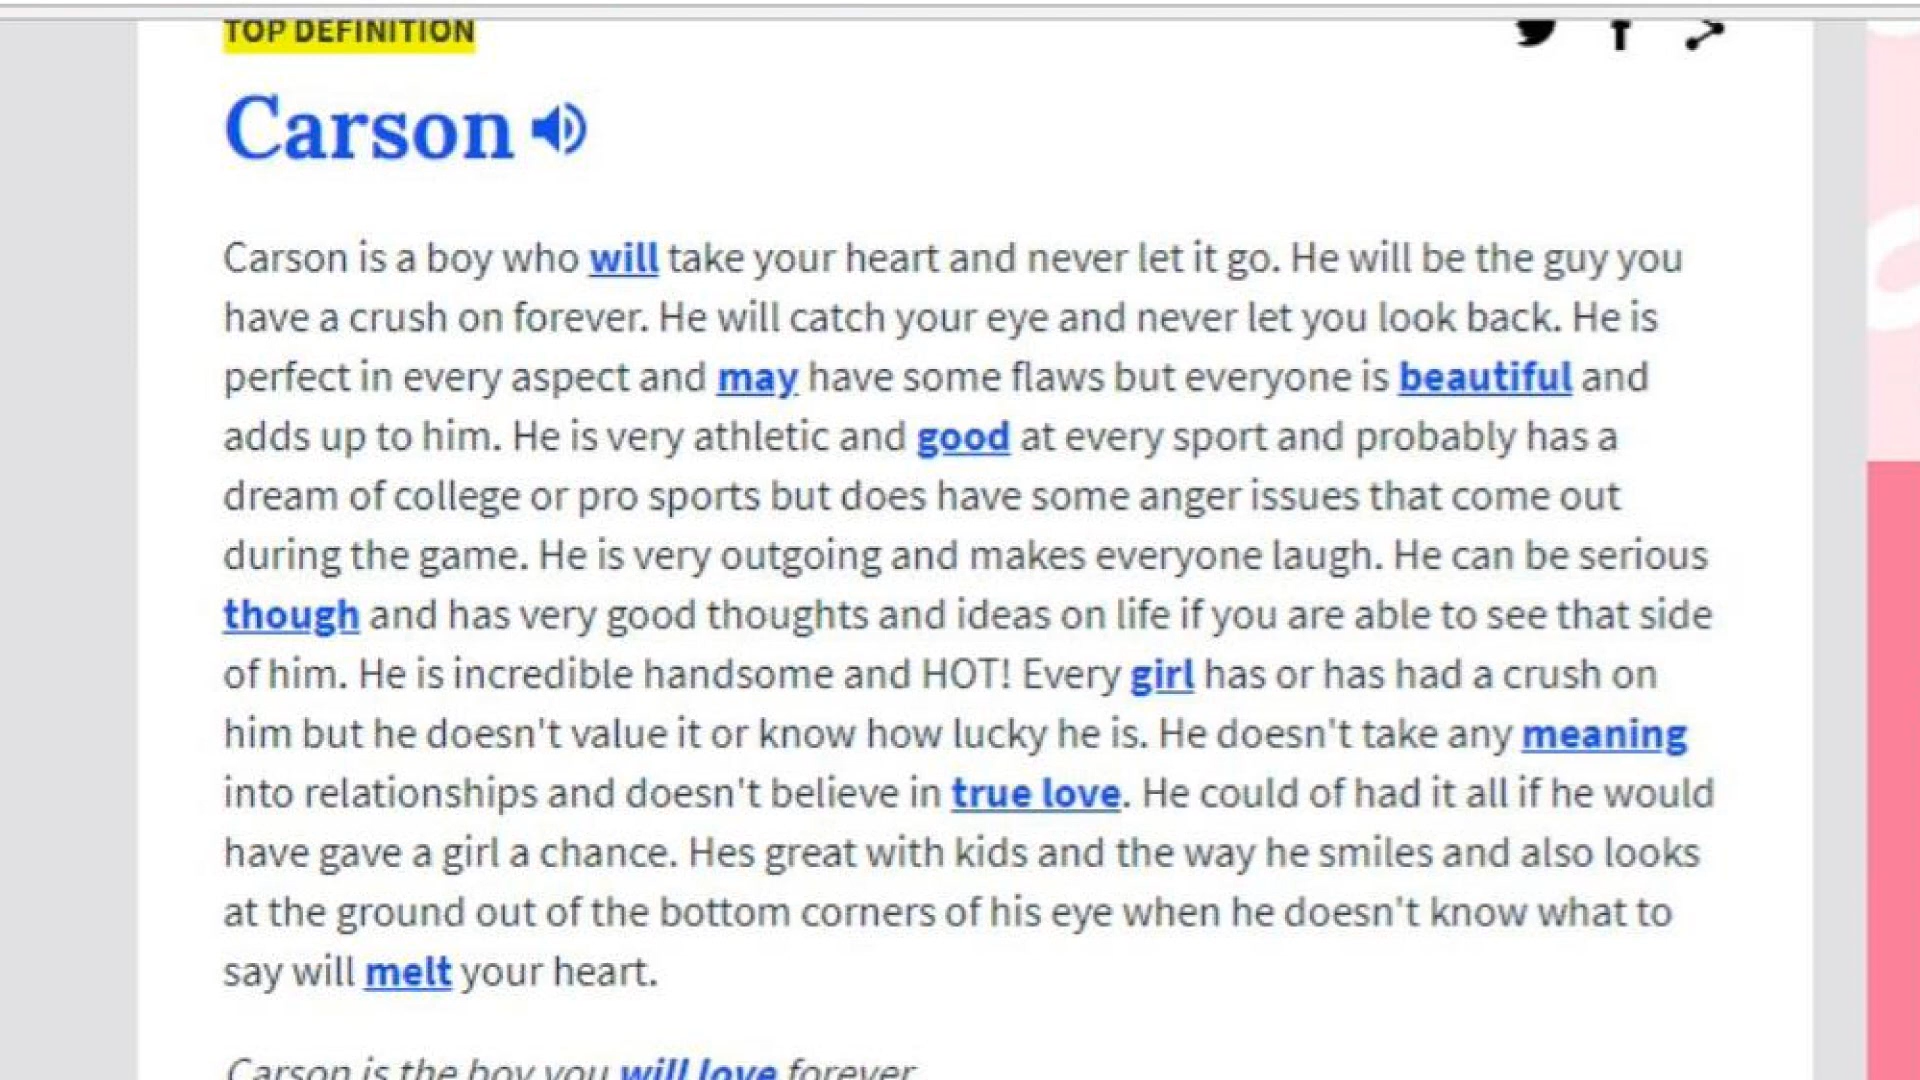 TOP DEFINITION
Carson
Carson is a boy who will take your heart and never let it go. He will be the guy you
have a crush on forever. He will catch your eye and never let you look back. He is
perfect in every aspect and may have some flaws but everyone is beautiful and
adds up to him. He is very athletic and good at every sport and probably has a
dream of college or pro sports but does have some anger issues that come out
during the game. He is very outgoing and makes everyone laugh. He can be serious
though and has very good thoughts and ideas on life if you are able to see that side
of him. He is incredible handsome and HOT! Every girl has or has had a crush on
him but he doesn't value it or know how lucky he is. He doesn't take any meaning
into relationships and doesn't believe in true love. He could of had it all if he would
have gave a girl a chance. Hes great with kids and the way he smiles and also looks
at the ground out of the bottom corners of his eye when he doesn't know what to
say will melt your heart.
Carson is the boy you will love forever